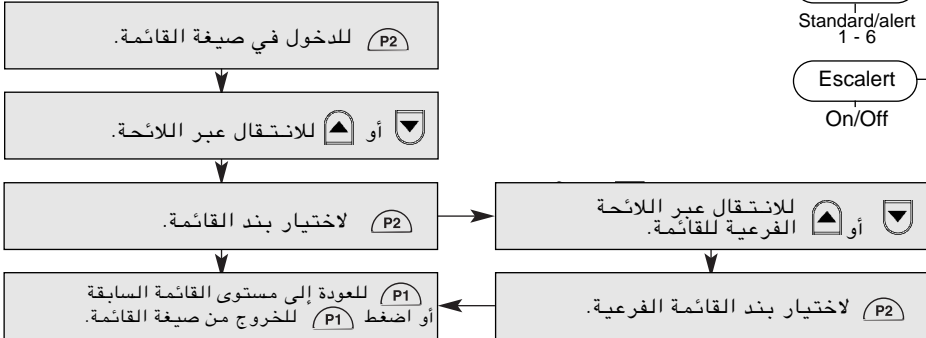 P2 للدخول في صيغة القائمة.
أو للانتقال عبر اللائحة.
P2 لاختيار بند القائمة.
أو للانتقال عبر اللائحة
الفرعية للقائمة.
P2 لاختيار بند القائمة الفرعية.
P1 للعودة إلى مستوى القائمة السابقة
أو اضغط P1 للخروج من صيغة القائمة.
Standard/alert
1 - 6
Escalert
On/Off